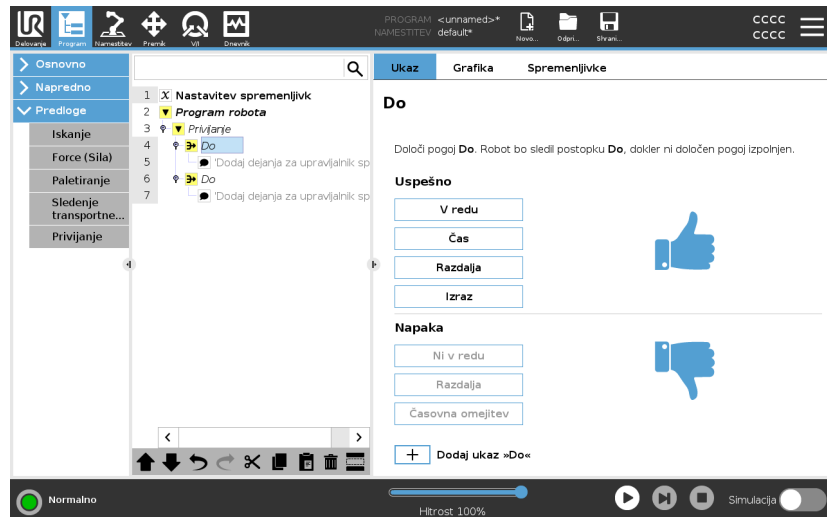 UR
PROGRAM <unnamed>*
NAMESTITEV default*
CCCC
CCCC
Delovanje Program Namestitev Premik V/I Dnevnik Novo... Odpri... Shrani...
Osnovno
Napredno
Predloge
Iskanje
Force (Sila)
Paletiranje
Sledenje
transportne...
Privijanje
1 X Nastavitev spremenljivk
2 Program robota
3 Privijanje
4 Do
5 'Dodaj dejanja za upravljalnik sp
6 Do
7 'Dodaj dejanja za upravljalnik sp
Ukaz Grafika Spremenljivke
Do
Določi pogoj Do. Robot bo sledil postopku Do, dokler ni določen pogoj izpolnjen.
Uspešno
V redu
Čas
Razdalja
Izraz
Napaka
Ni v redu
Razdalja
Časovna omejitev
Dodaj ukaz »Do«
Normalno
Hitrost 100%
Simulacija